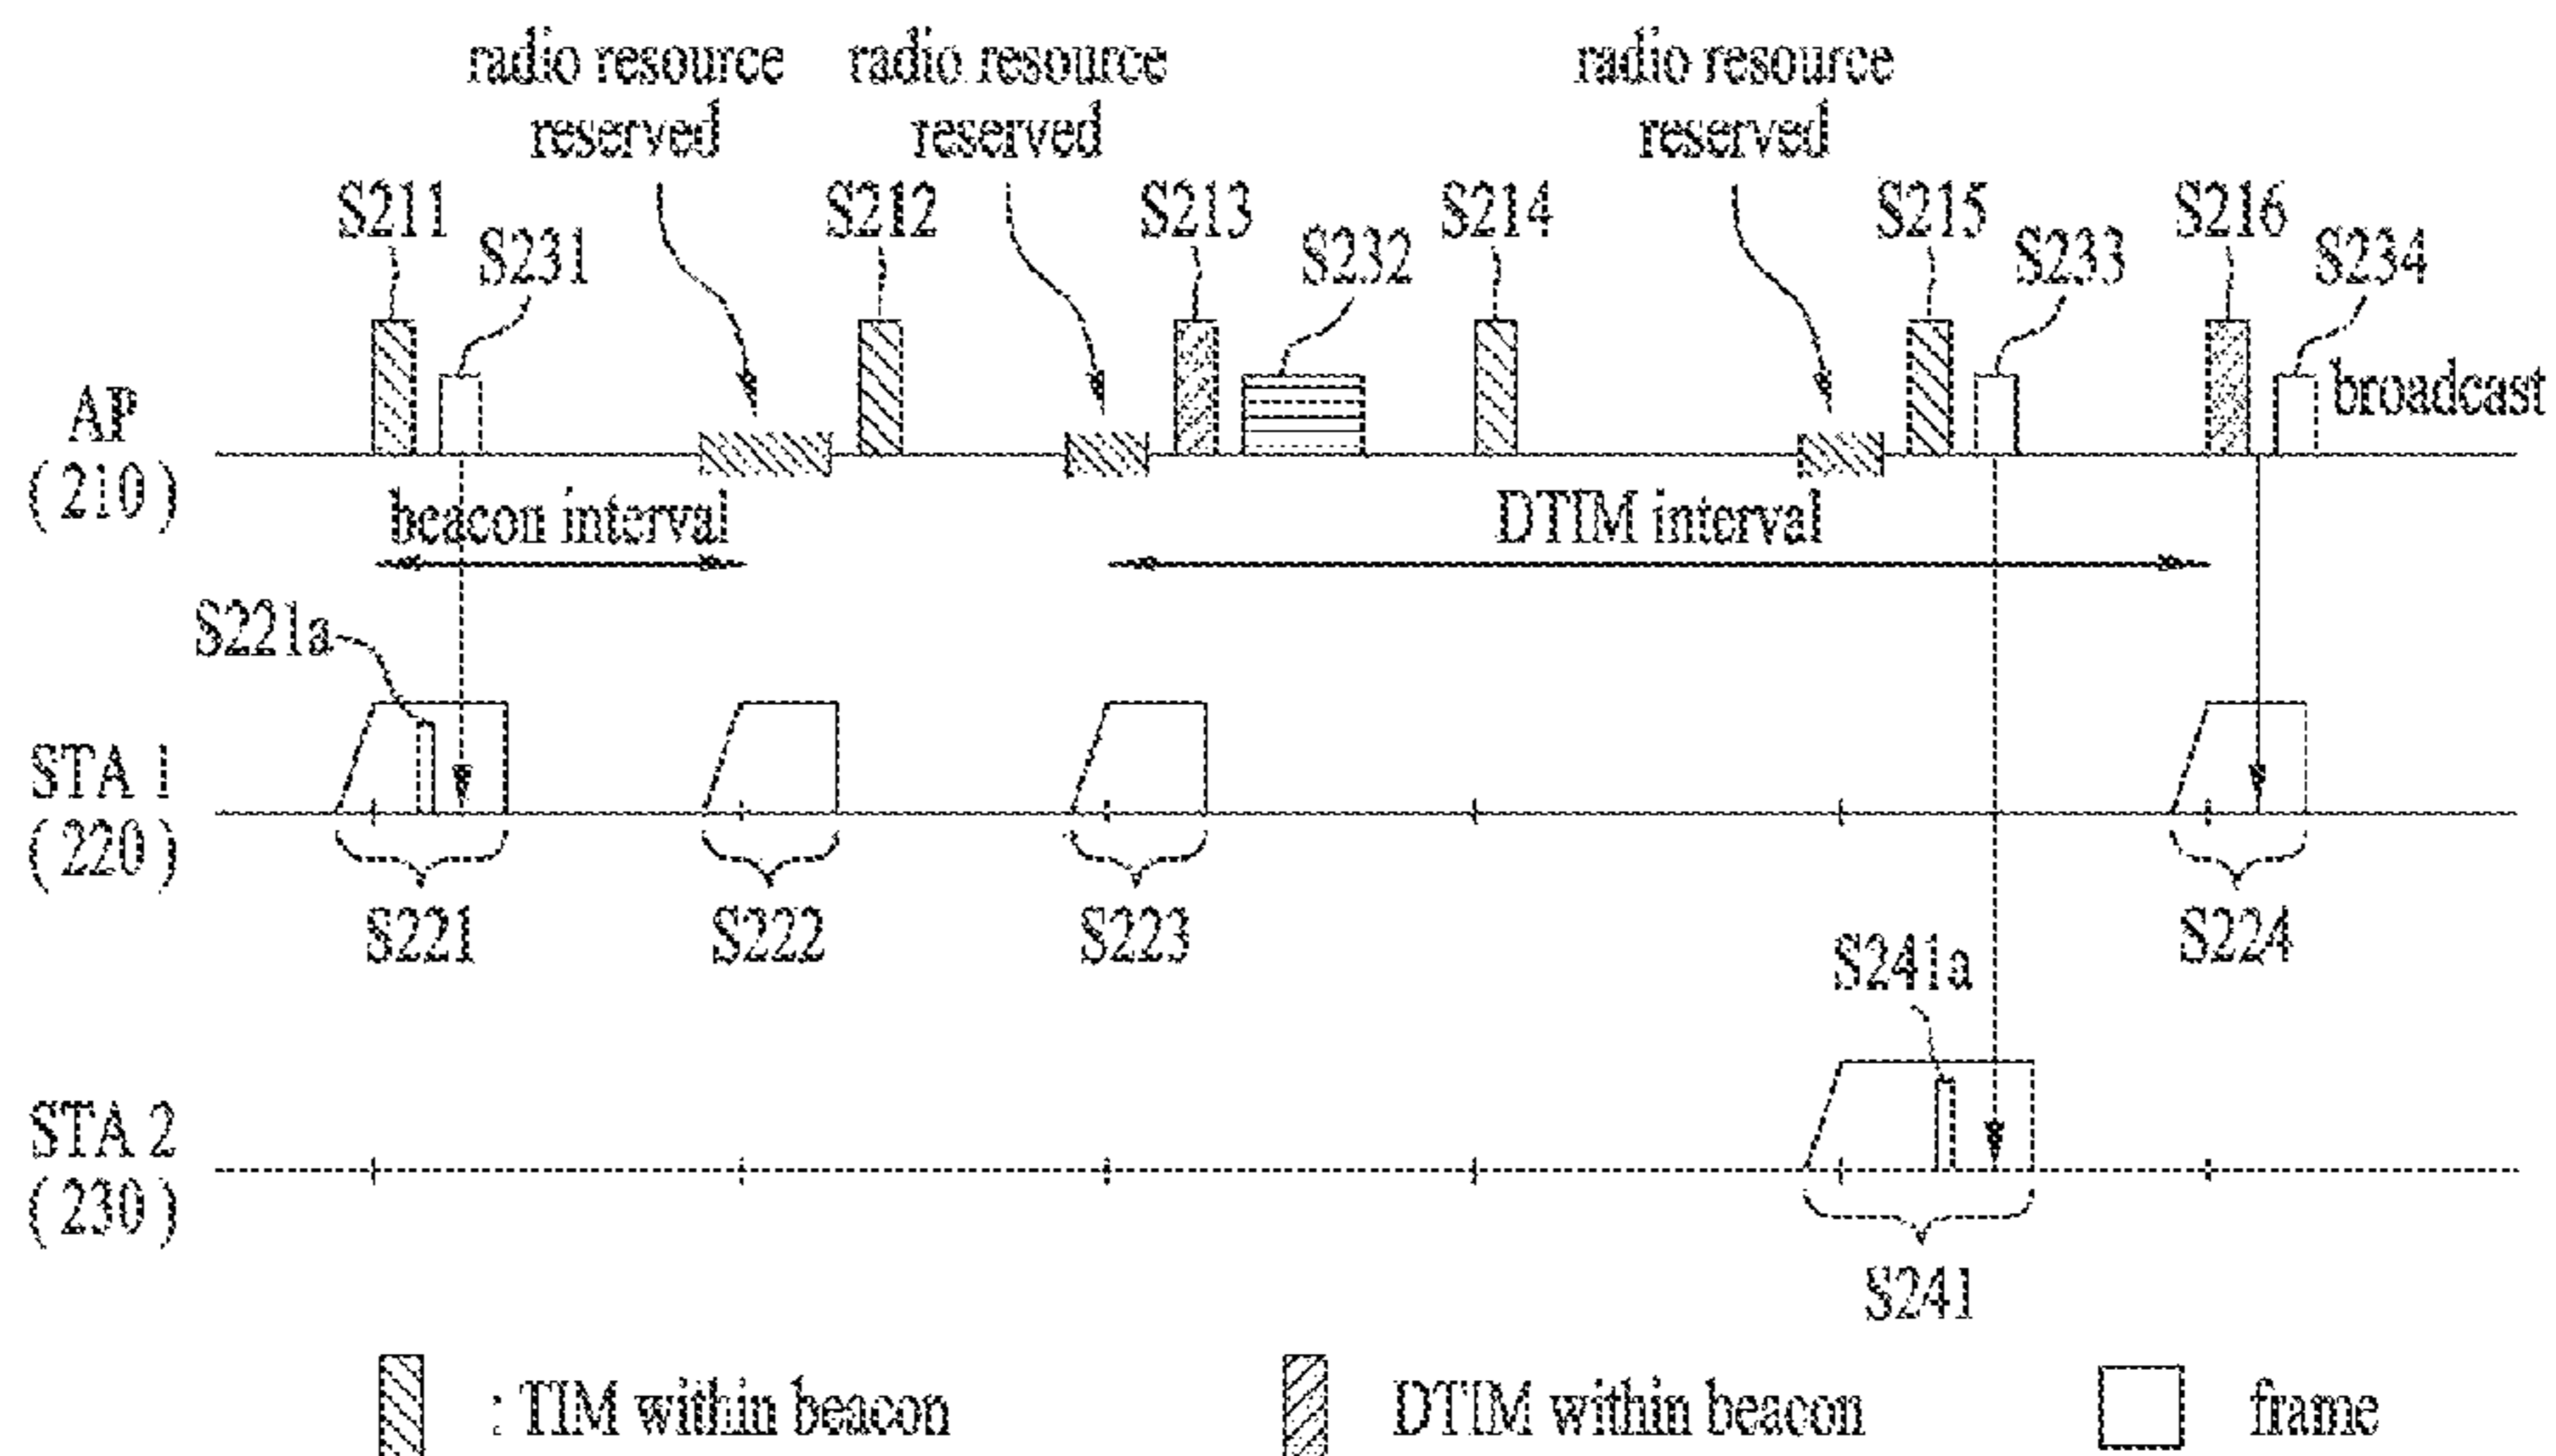 radio resource reserved
radio resource reserved
radio resource reserved
S211
S231
S212
S213
S232
S214
S215
S233
S216
S234
broadcast
AP
(210)
beacon interval
DTIM interval
S221a
STA 1
(220)
S221
S222
S223
S224
S241a
STA 2
(230)
S241
: TIM within beacon
DTIM within beacon
frame